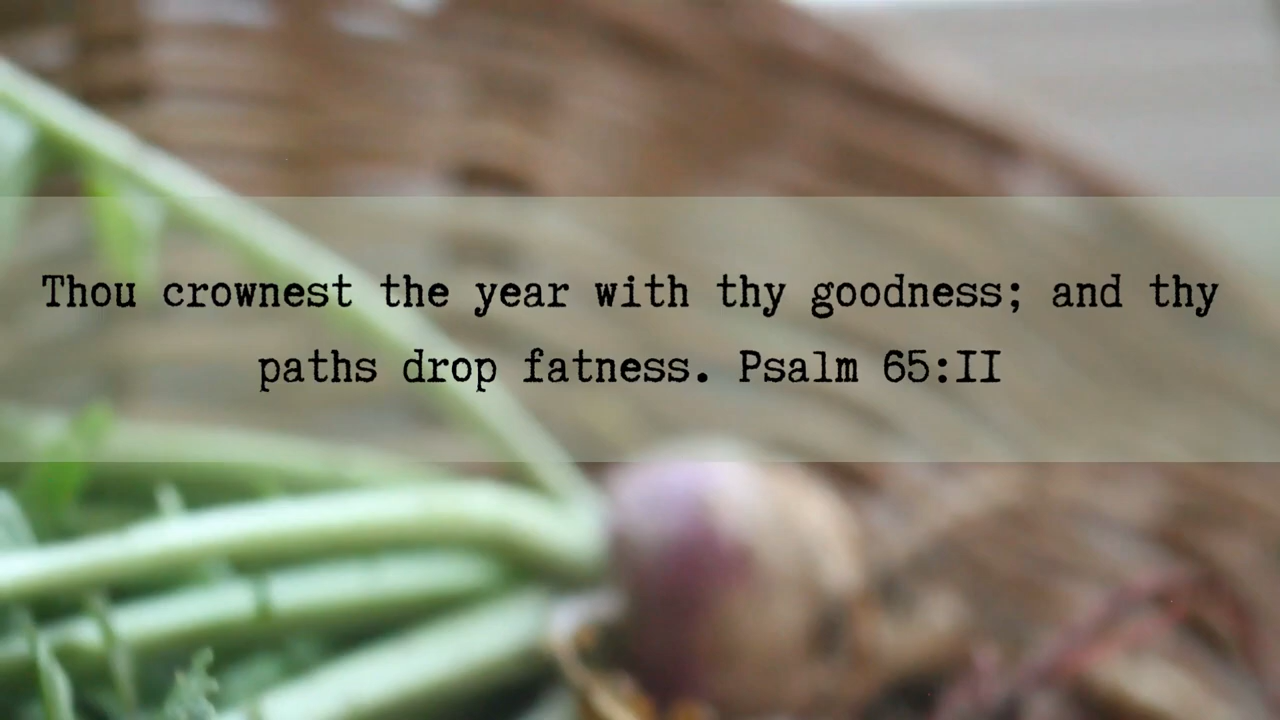 Thou crownest the year with thy goodness; and thy
paths drop fatness. Psalm 65:II